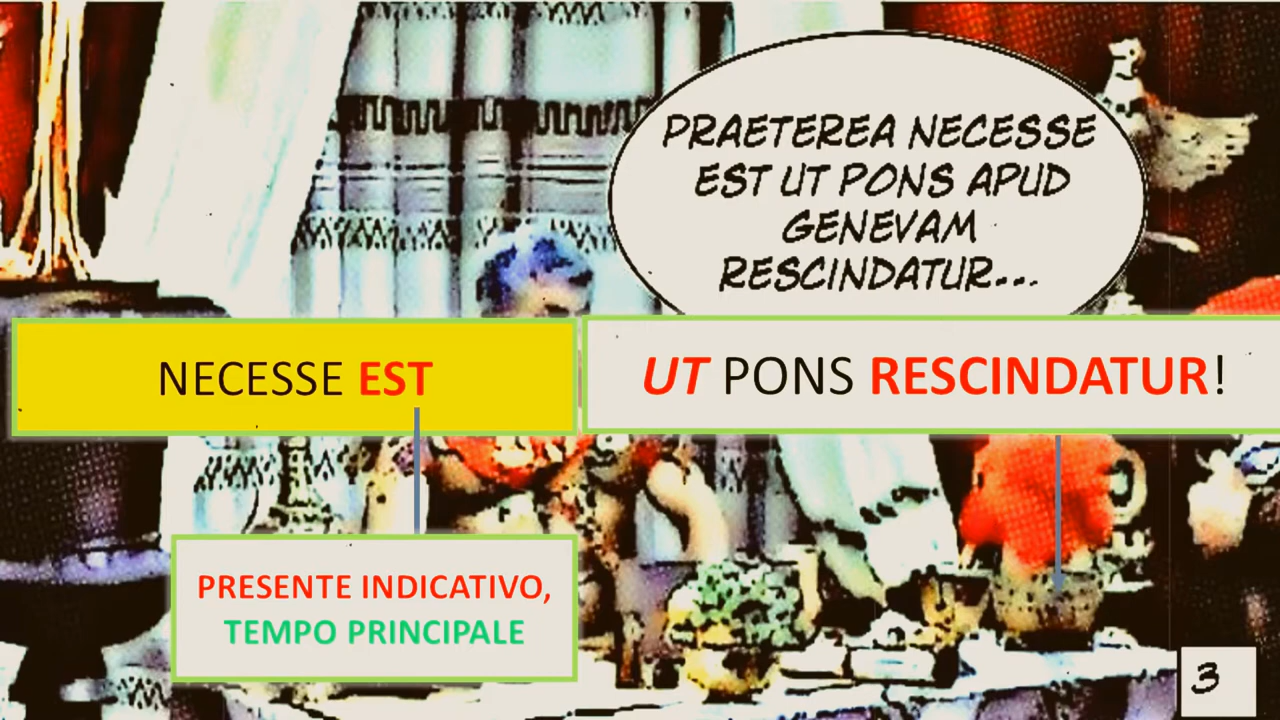 PRAETEREA NECESSE
EST UT PONS APUD
GENEVAM
RESCINDATUR...
NECESSE EST
UT PONS RESCINDATUR!
PRESENTE INDICATIVO,
TEMPO PRINCIPALE
3